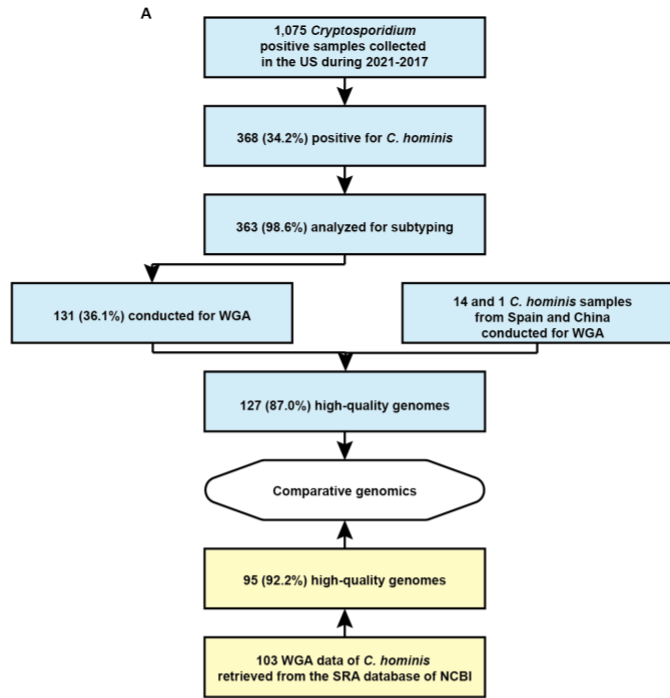 A
1,075 Cryptosporidium
positive samples collected
in the US during 2021-2017
368 (34.2%) positive for C. hominis
363 (98.6%) analyzed for subtyping
131 (36.1%) conducted for WGA
14 and 1 C. hominis samples
from Spain and China
conducted for WGA
127 (87.0%) high-quality genomes
Comparative genomics
95 (92.2%) high-quality genomes
103 WGA data of C. hominis
retrieved from the SRA database of NCBI